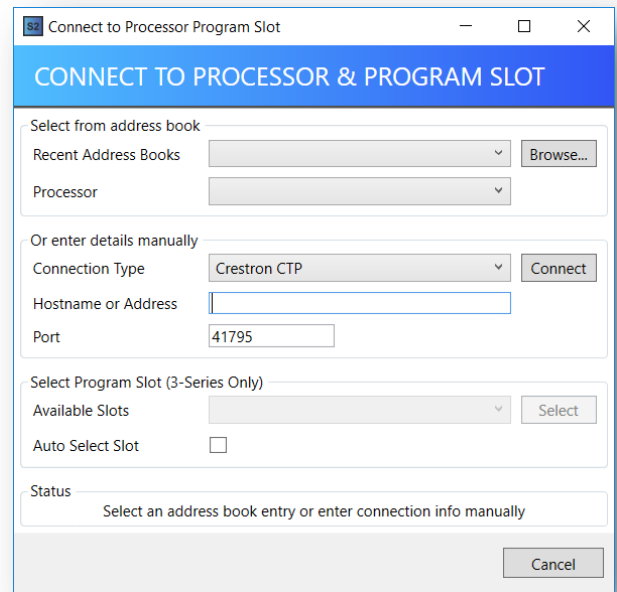 S2 Connect to Processor Program Slot
CONNECT TO PROCESSOR & PROGRAM SLOT
Select from address book
Recent Address Books Browse...
Processor
Or enter details manually
Connection Type Crestron CTP Connect
Hostname or Address
Port 41795
Select Program Slot (3-Series Only)
Available Slots Select
Auto Select Slot
Status
Select an address book entry or enter connection info manually
Cancel